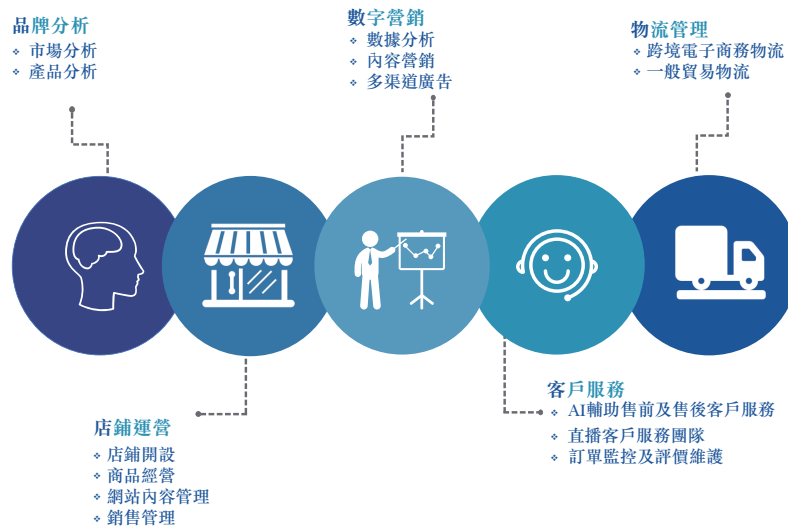 品牌分析
市場分析
產品分析
數字營銷
數據分析
內容營銷
多渠道廣告
物流管理
跨境電子商務物流
一般貿易物流
店鋪運營
店鋪開設
商品經營
網站內容管理
銷售管理
客戶服務
AI輔助售前及售後客戶服務
直播客戶服務團隊
訂單監控及評價維護